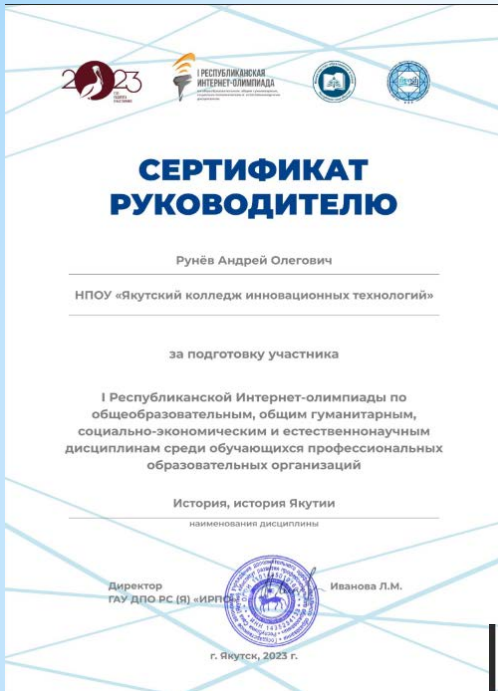 2023
I РЕСПУБЛИКАНСКАЯ
ИНТЕРНЕТ-ОЛИМПИАДА
СЕРТИФИКАТ
РУКОВОДИТЕЛЮ
Рунёв Андрей Олегович
НПОУ «Якутский колледж инновационных технологий»
за подготовку участника
I Республиканской Интернет-олимпиады по
общеобразовательным, общим гуманитарным,
социально-экономическим и естественнонаучным
дисциплинам среди обучающихся профессиональных
образовательных организаций
История, история Якутии
наименования дисциплины
Директор
ГАУ ДПО РС (Я) «ИРПО»
Иванова Л.М.
г. Якутск, 2023 г.